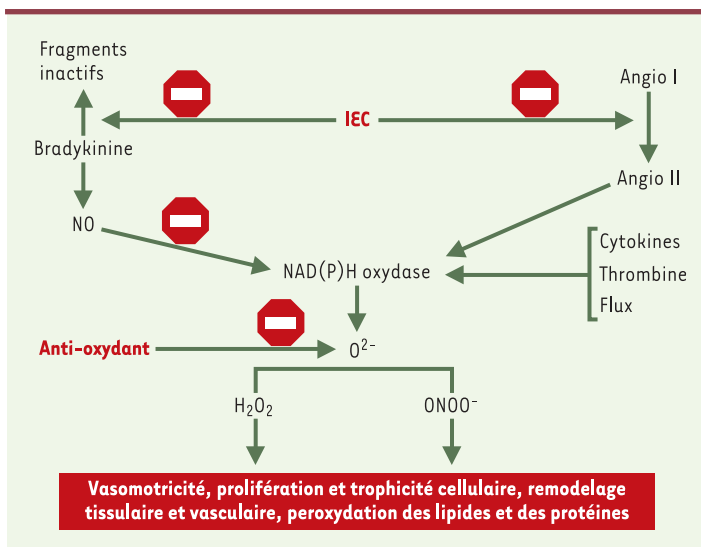 Fragments
inactifs
Angio I
IEC
Bradykinine
Angio II
NO
Cytokines
NAD(P)H oxydase
Thrombine
Flux
Anti-oxydant
O²⁻
H₂O₂
ONOO⁻
Vasomotricité, prolifération et trophicité cellulaire, remodelage
tissulaire et vasculaire, peroxydation des lipides et des protéines